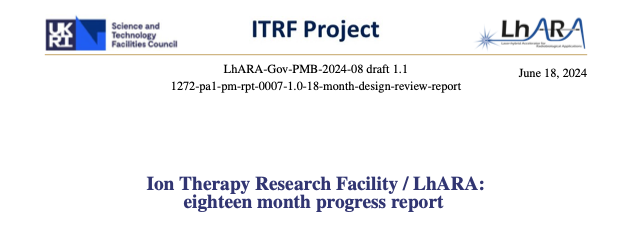 UK
RI
Science and
Technology
Facilities Council
ITRF Project
LhARA
Laser-hybrid Accelerator for
Radiobiological Applications
LhARA-Gov-PMB-2024-08 draft 1.1
June 18, 2024
1272-pa1-pm-rpt-0007-1.0-18-month-design-review-report
Ion Therapy Research Facility / LhARA:
eighteen month progress report